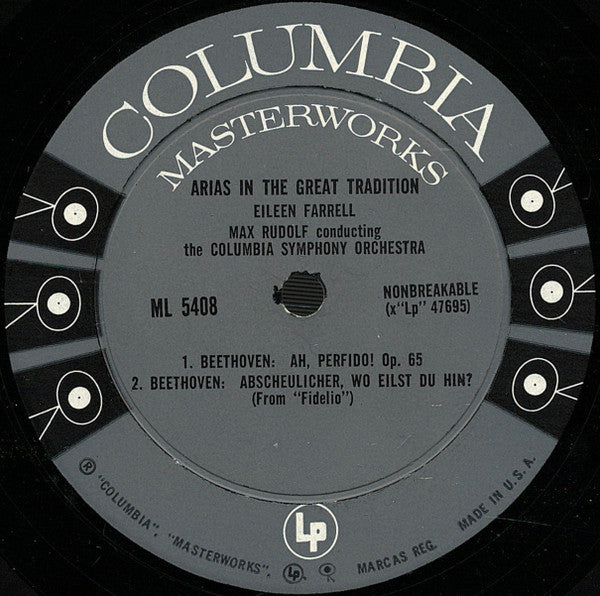 COLUMBIA
MASTERWORKS
ARIAS IN THE GREAT TRADITION
EILEEN FARRELL
MAX RUDOLF conducting
the COLUMBIA SYMPHONY ORCHESTRA
ML 5408
NONBREAKABLE
(x"Lp" 47695)
1. BEETHOVEN: AH, PERFIDO! Op. 65
2. BEETHOVEN: ABSCHEULICHER, WO EILST DU HIN?
(From "Fidelio")
Lp
® "COLUMBIA", "MASTERWORKS", Lp, MARCAS REG. MADE IN U. S. A.